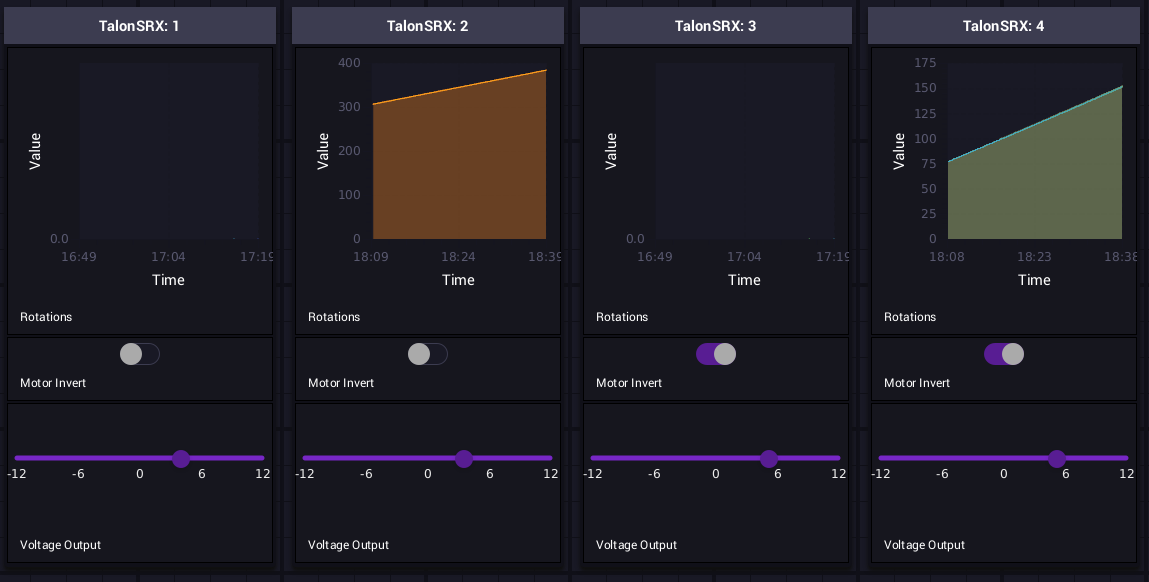 TalonSRX: 1
Value
0.0
16:49 17:04 17:19
Time
Rotations
Motor Invert
-12 -6 0 6 12
Voltage Output
TalonSRX: 2
400
300
200
100
0
Value
18:09 18:24 18:39
Time
Rotations
Motor Invert
-12 -6 0 6 12
Voltage Output
TalonSRX: 3
Value
0.0
16:49 17:04 17:19
Time
Rotations
Motor Invert
-12 -6 0 6 12
Voltage Output
TalonSRX: 4
175
150
125
100
75
50
25
0
Value
18:08 18:23 18:38
Time
Rotations
Motor Invert
-12 -6 0 6 12
Voltage Output